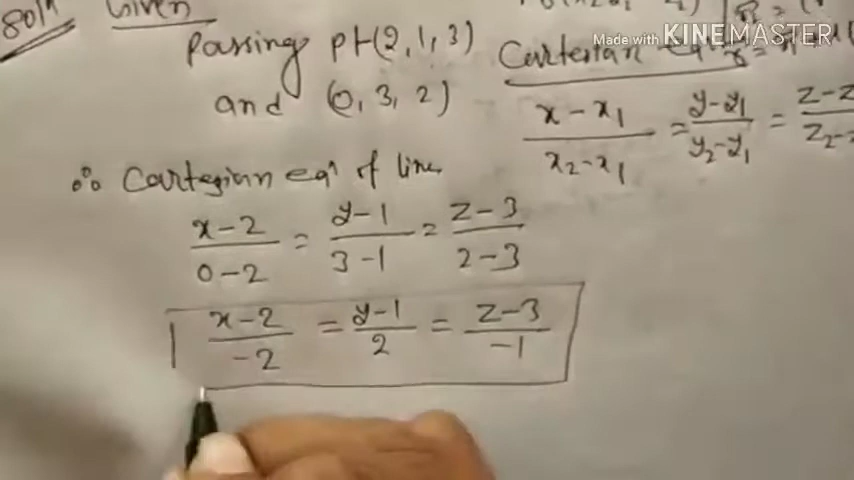 Soln Given
Passing pt (2, 1, 3)
and (0, 3, 2)
Made with KINEMASTER
Cartesian eqn
x - x₁ / x₂ - x₁ = y - y₁ / y₂ - y₁ = z - z / z₂ -
∴ Cartesian eqn of line
x - 2 / 0 - 2 = y - 1 / 3 - 1 = z - 3 / 2 - 3
x - 2 / -2 = y - 1 / 2 = z - 3 / -1